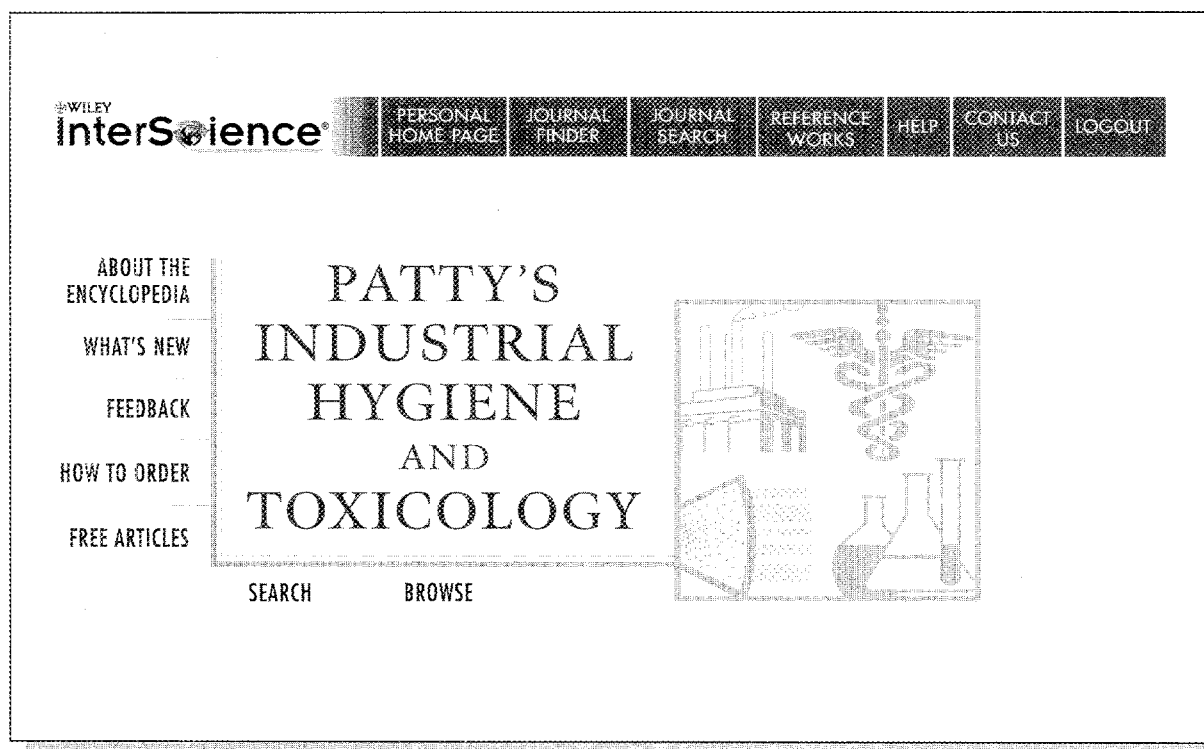 WILEY
InterScience®
PERSONAL
HOME PAGE
JOURNAL
FINDER
JOURNAL
SEARCH
REFERENCE
WORKS
HELP
CONTACT
US
LOGOUT
ABOUT THE
ENCYCLOPEDIA
WHAT'S NEW
FEEDBACK
HOW TO ORDER
FREE ARTICLES
PATTY'S
INDUSTRIAL
HYGIENE
AND
TOXICOLOGY
SEARCH
BROWSE